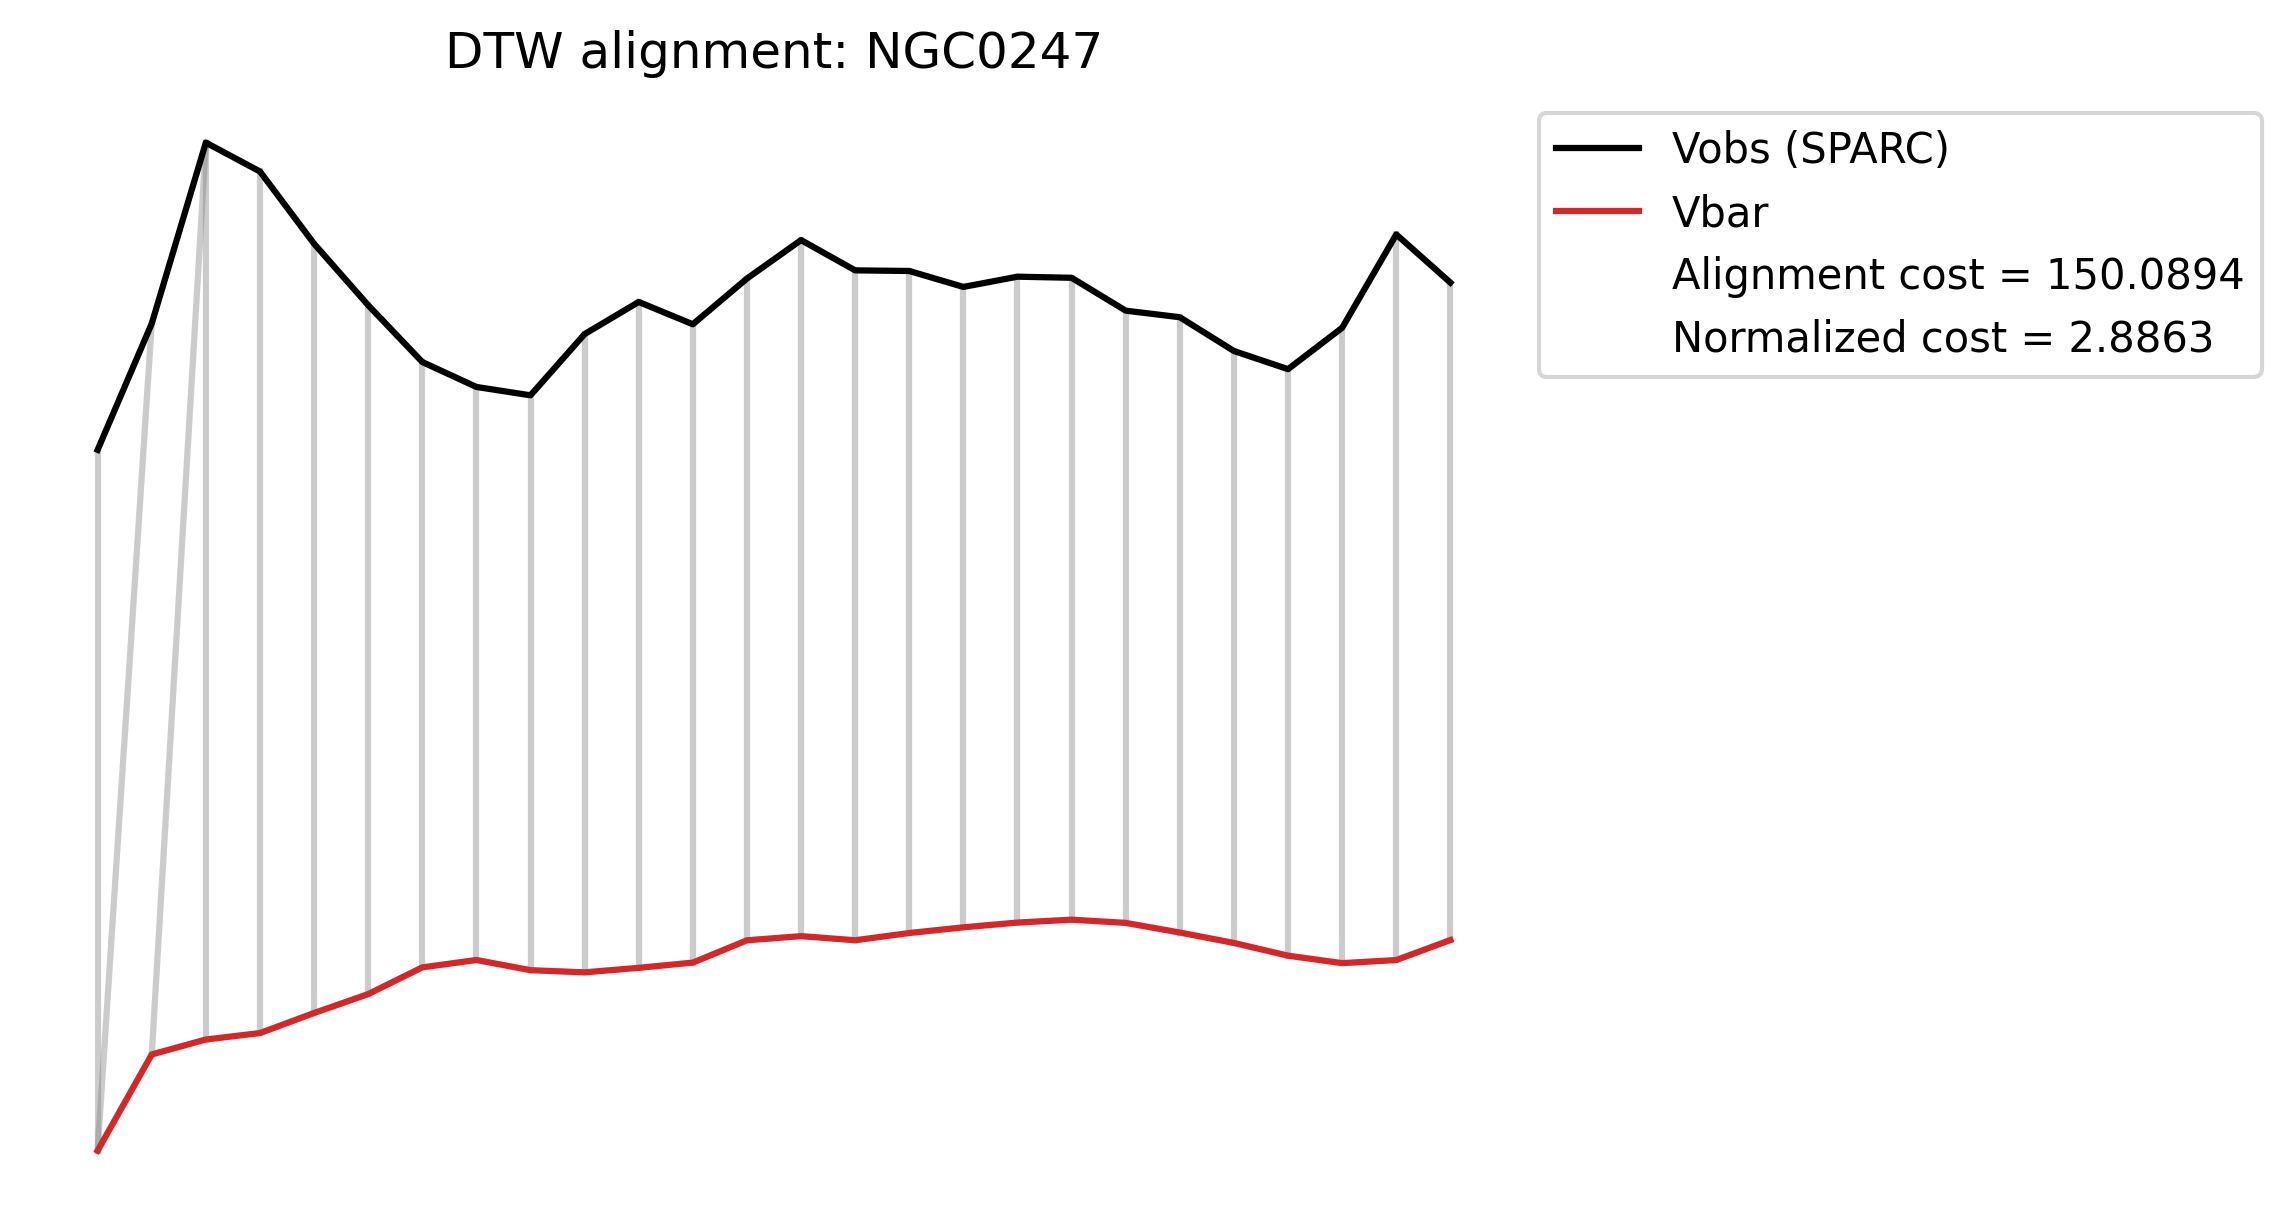 DTW alignment: NGC0247
Vobs (SPARC)
Vbar
Alignment cost = 150.0894
Normalized cost = 2.8863